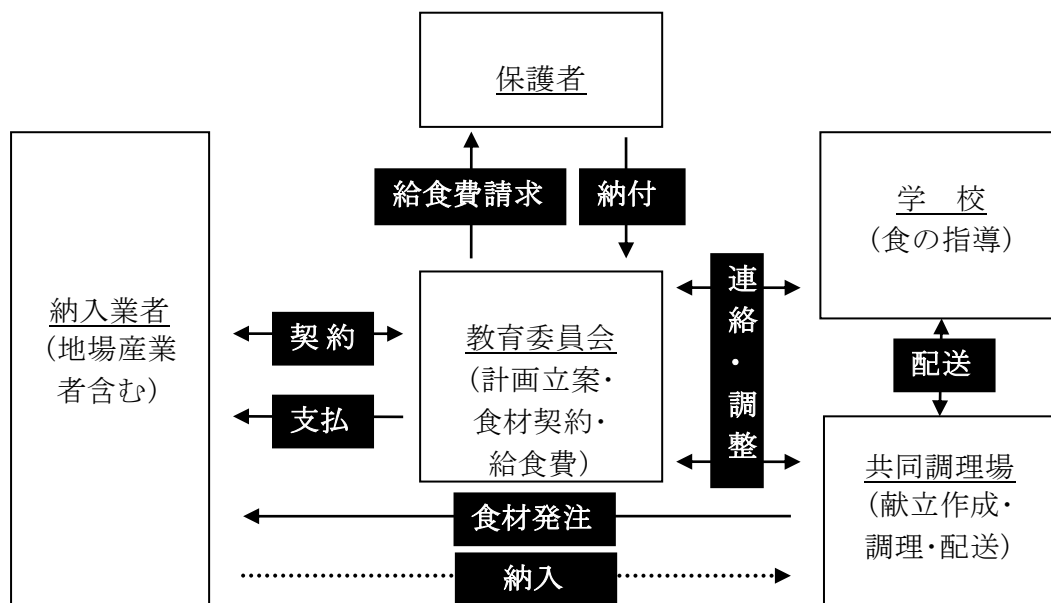 保護者
給食費請求
納付
学　校
(食の指導)
連絡・調整
納入業者
(地場産業
者含む)
契約
支払
教育委員会
(計画立案・
食材契約・
給食費)
配送
共同調理場
(献立作成・
調理・配送)
食材発注
納入